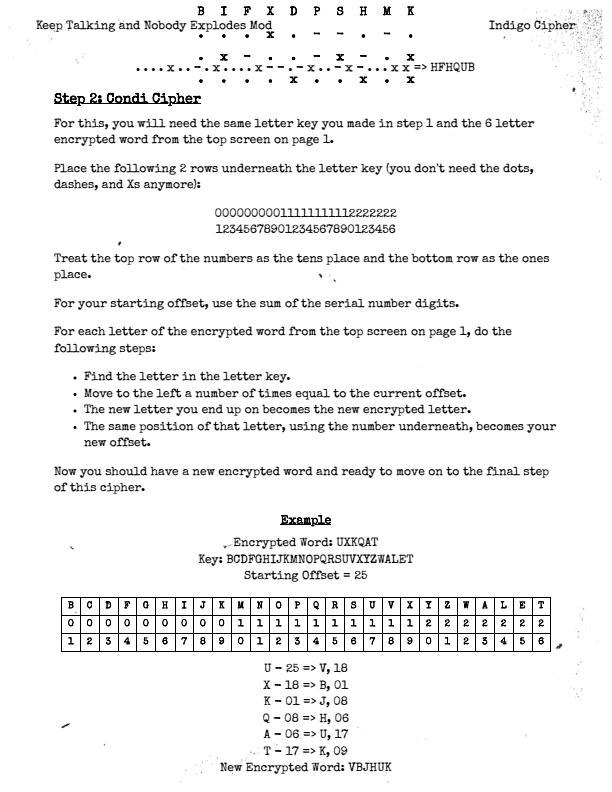 B I F X D P S H M K
Keep Talking and Nobody Explodes Mod Indigo Cipher
. . . x . - - . - .
. x - . - . x - . x
....x..-.x....x--.-x..-x-...xx => HFHQUB
. . . . x . . x . x
Step 2: Condi Cipher
For this, you will need the same letter key you made in step 1 and the 6 letter
encrypted word from the top screen on page 1.
Place the following 2 rows underneath the letter key (you don't need the dots,
dashes, and Xs anymore):
00000000011111111112222222
12345678901234567890123456
Treat the top row of the numbers as the tens place and the bottom row as the ones
place.
For your starting offset, use the sum of the serial number digits.
For each letter of the encrypted word from the top screen on page 1, do the
following steps:
• Find the letter in the letter key.
• Move to the left a number of times equal to the current offset.
• The new letter you end up on becomes the new encrypted letter.
• The same position of that letter, using the number underneath, becomes your
new offset.
Now you should have a new encrypted word and ready to move on to the final step
of this cipher.
Example
Encrypted Word: UXKQAT
Key: BCDFGHIJKMNOPQRSUVXYZWALET
Starting Offset = 25
B C D F G H I J K M N O P Q R S U V X Y Z W A L E T
0 0 0 0 0 0 0 0 0 1 1 1 1 1 1 1 1 1 1 2 2 2 2 2 2 2
1 2 3 4 5 6 7 8 9 0 1 2 3 4 5 6 7 8 9 0 1 2 3 4 5 6
U - 25 => V, 18
X - 18 => B, 01
K - 01 => J, 08
Q - 08 => H, 06
A - 06 => U, 17
T - 17 => K, 09
New Encrypted Word: VBJHUK